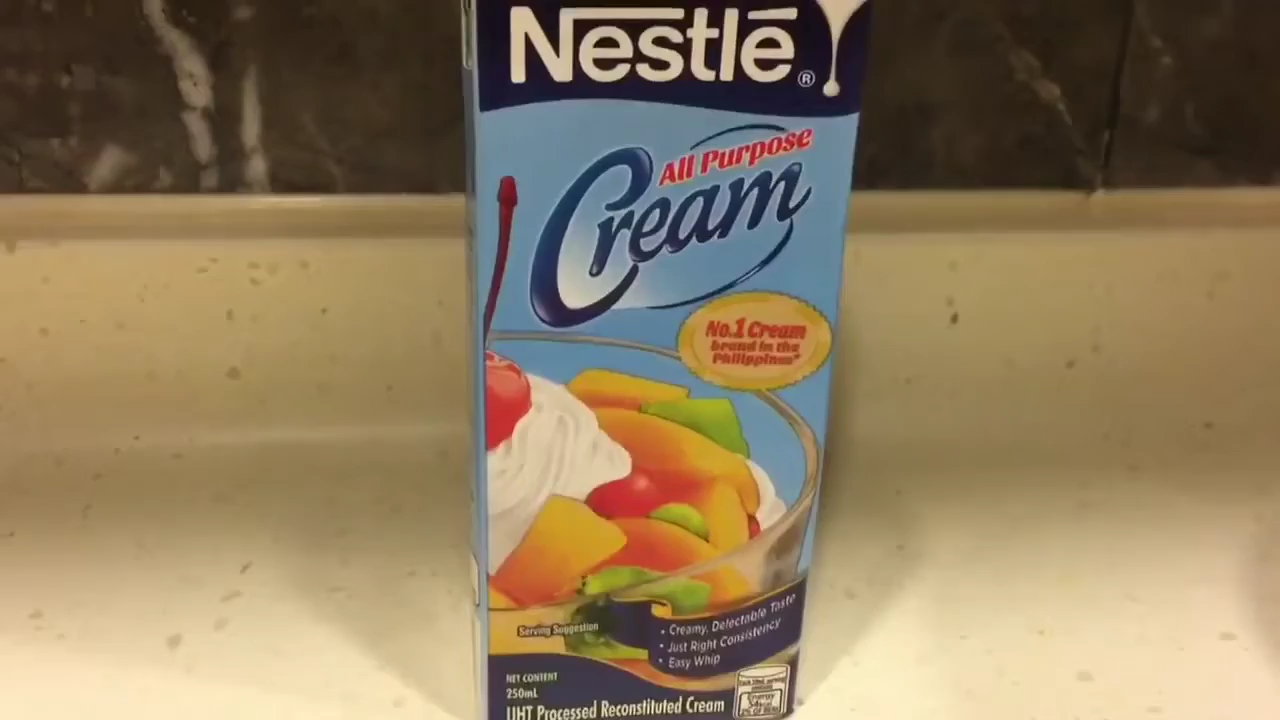 Nestlé®
All Purpose
Cream
No.1 Cream
brand in the
Philippines*
Serving Suggestion
• Creamy, Delectable Taste
• Just Right Consistency
• Easy Whip
NET CONTENT
250mL
UHT Processed Reconstituted Cream
Energy